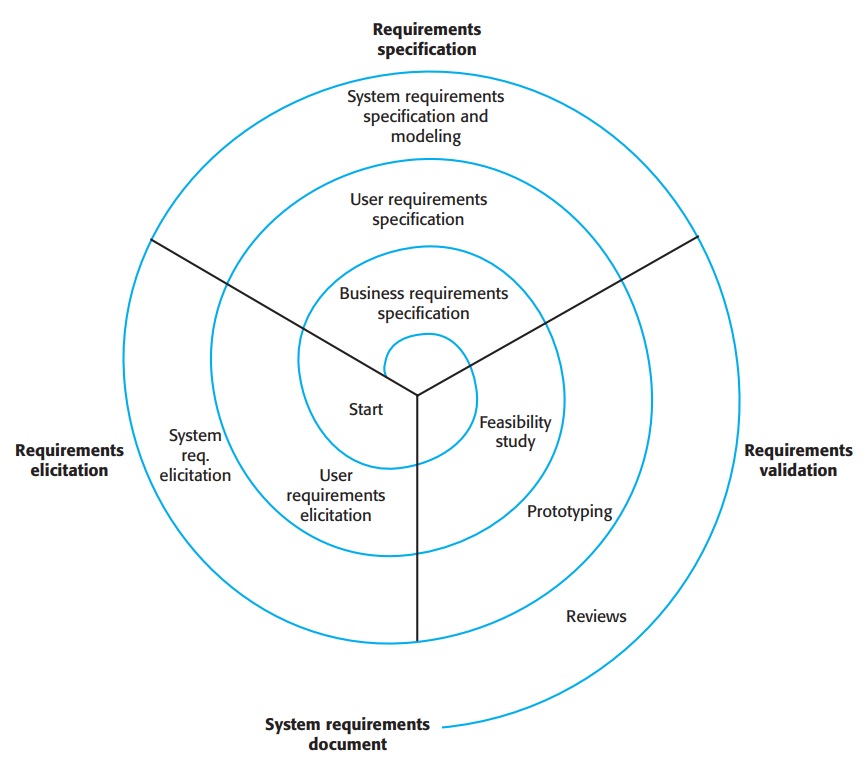 Requirements
specification
System requirements
specification and
modeling
User requirements
specification
Business requirements
specification
Start
Feasibility
study
System
req.
elicitation
Requirements
elicitation
Requirements
validation
User
requirements
elicitation
Prototyping
Reviews
System requirements
document